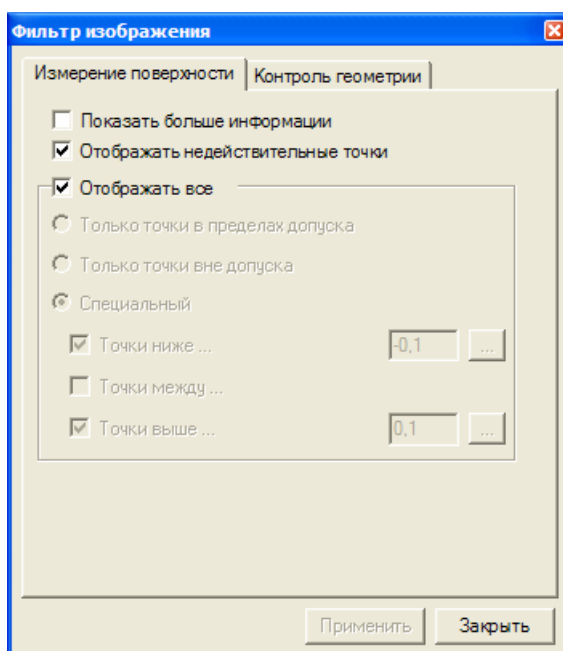 Фильтр изображения
Измерение поверхности Контроль геометрии
Показать больше информации
Отображать недействительные точки
Отображать все
Только точки в пределах допуска
Только точки вне допуска
Специальный
Точки ниже ... -0,1 ...
Точки между ...
Точки выше ... 0,1 ...
Применить Закрыть